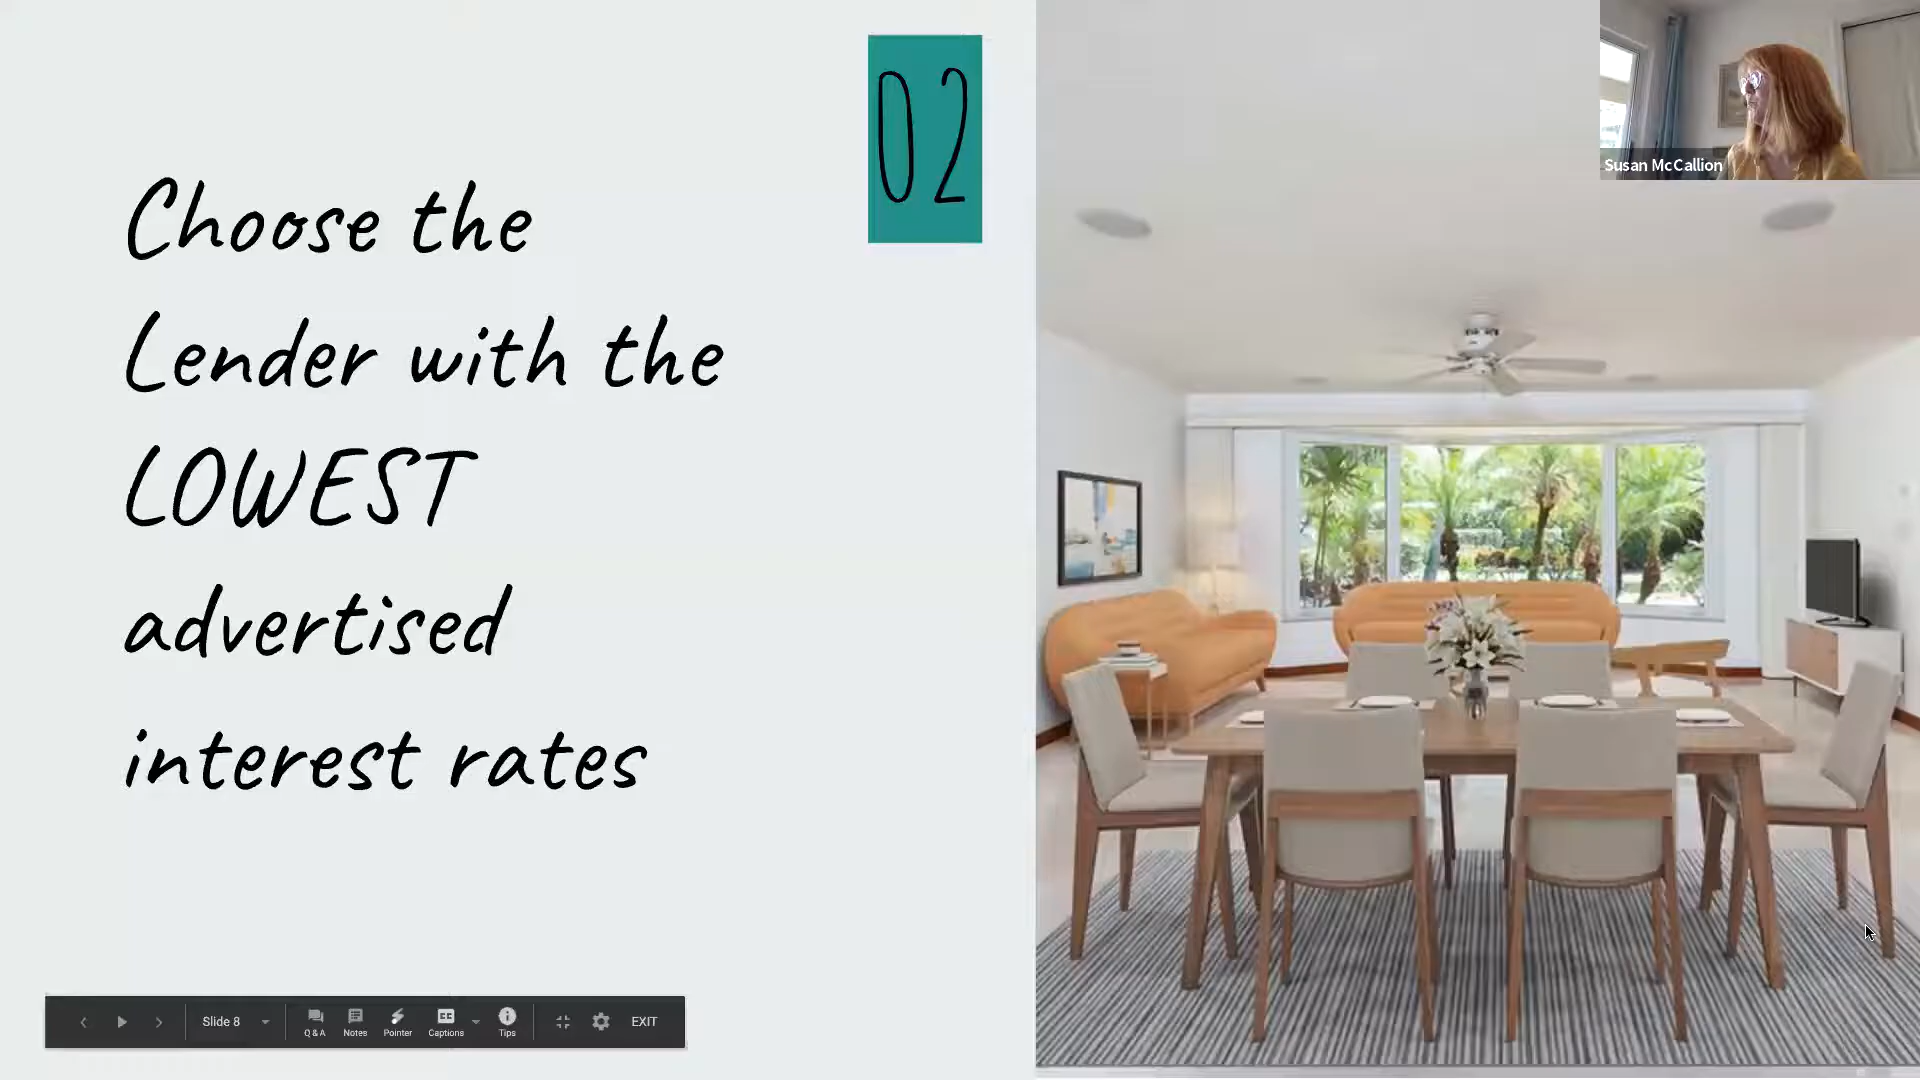 02
Choose the
Lender with the
LOWEST
advertised
interest rates
Susan McCallion
Slide 8
Q & A
Notes
Pointer
Captions
Tips
EXIT